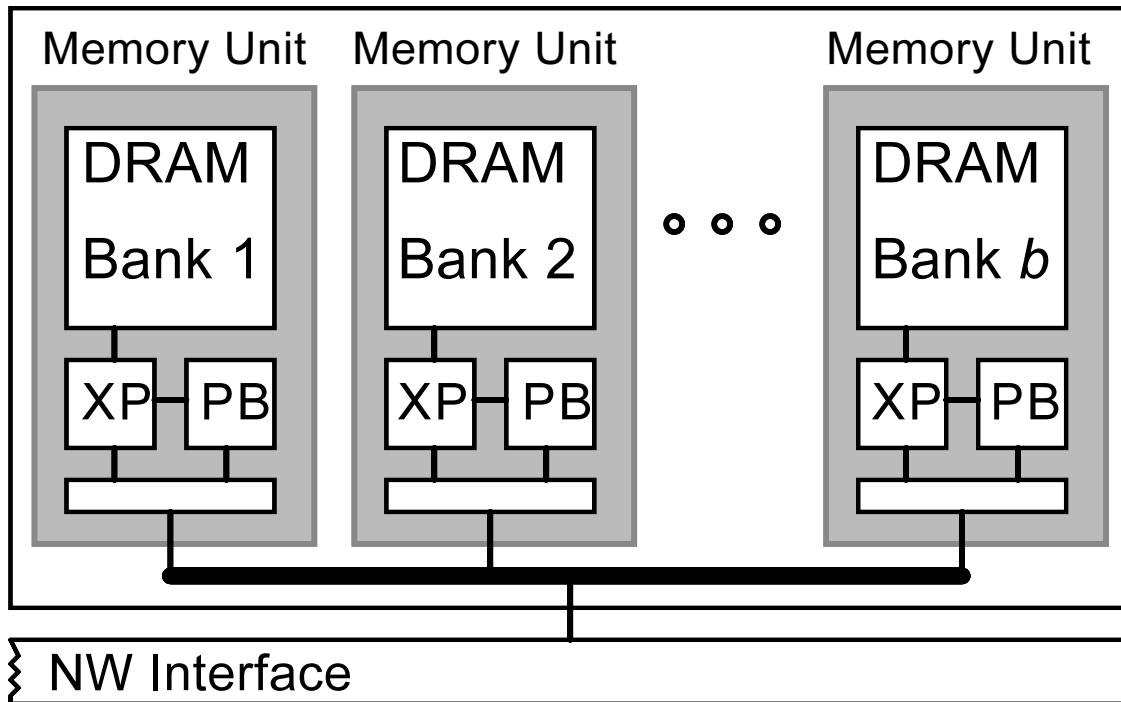 Memory Unit Memory Unit Memory Unit
DRAM
Bank 1
XP PB
DRAM
Bank 2
XP PB
DRAM
Bank b
XP PB
NW Interface